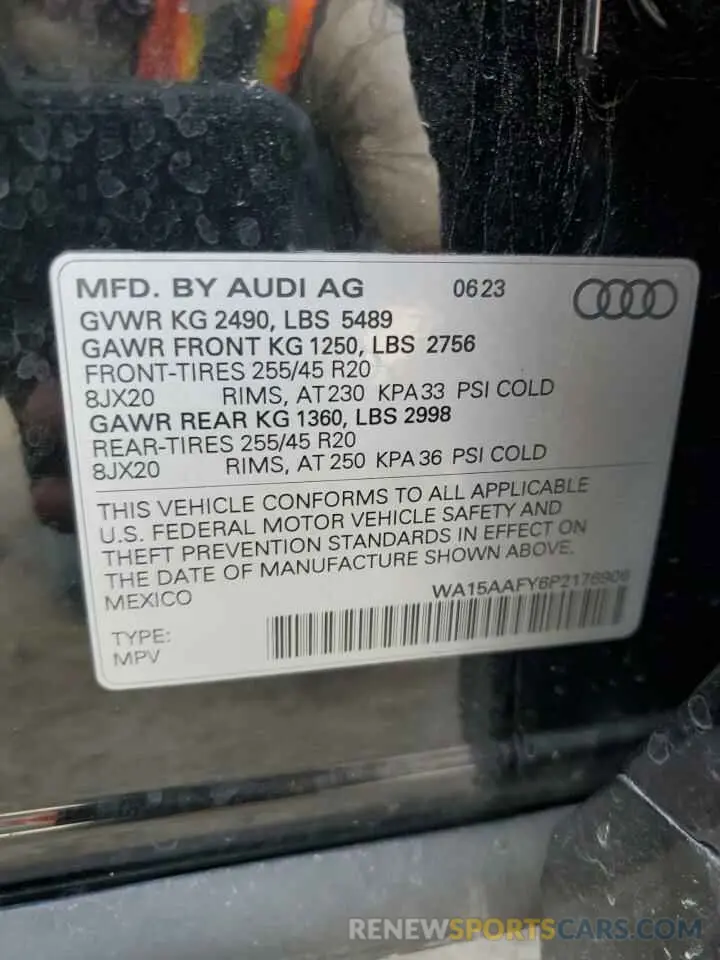 MFD. BY AUDI AG 0623
GVWR KG 2490, LBS 5489
GAWR FRONT KG 1250, LBS 2756
FRONT-TIRES 255/45 R20
8JX20 RIMS, AT 230 KPA 33 PSI COLD
GAWR REAR KG 1360, LBS 2998
REAR-TIRES 255/45 R20
8JX20 RIMS, AT 250 KPA 36 PSI COLD
THIS VEHICLE CONFORMS TO ALL APPLICABLE
U.S. FEDERAL MOTOR VEHICLE SAFETY AND
THEFT PREVENTION STANDARDS IN EFFECT ON
THE DATE OF MANUFACTURE SHOWN ABOVE.
MEXICO WA15AAFY6P2176906
TYPE:
MPV
RENEWSPORTSCARS.COM